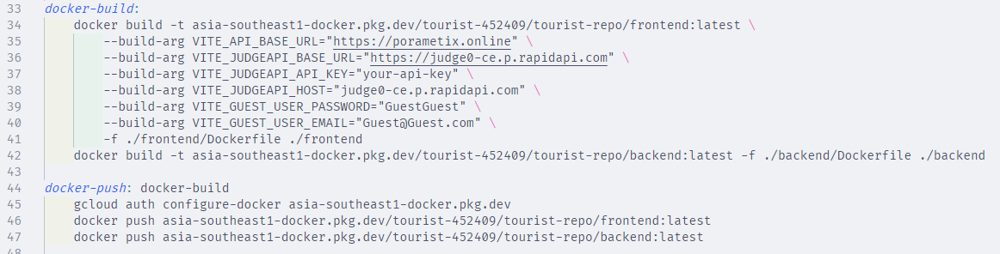 33 docker-build:
34 docker build -t asia-southeast1-docker.pkg.dev/tourist-452409/tourist-repo/frontend:latest \
35 --build-arg VITE_API_BASE_URL="https://porametix.online" \
36 --build-arg VITE_JUDGEAPI_BASE_URL="https://judge0-ce.p.rapidapi.com" \
37 --build-arg VITE_JUDGEAPI_API_KEY="your-api-key" \
38 --build-arg VITE_JUDGEAPI_HOST="judge0-ce.p.rapidapi.com" \
39 --build-arg VITE_GUEST_USER_PASSWORD="GuestGuest" \
40 --build-arg VITE_GUEST_USER_EMAIL="Guest@Guest.com" \
41 -f ./frontend/Dockerfile ./frontend
42 docker build -t asia-southeast1-docker.pkg.dev/tourist-452409/tourist-repo/backend:latest -f ./backend/Dockerfile ./backend
43
44 docker-push: docker-build
45 gcloud auth configure-docker asia-southeast1-docker.pkg.dev
46 docker push asia-southeast1-docker.pkg.dev/tourist-452409/tourist-repo/frontend:latest
47 docker push asia-southeast1-docker.pkg.dev/tourist-452409/tourist-repo/backend:latest
48